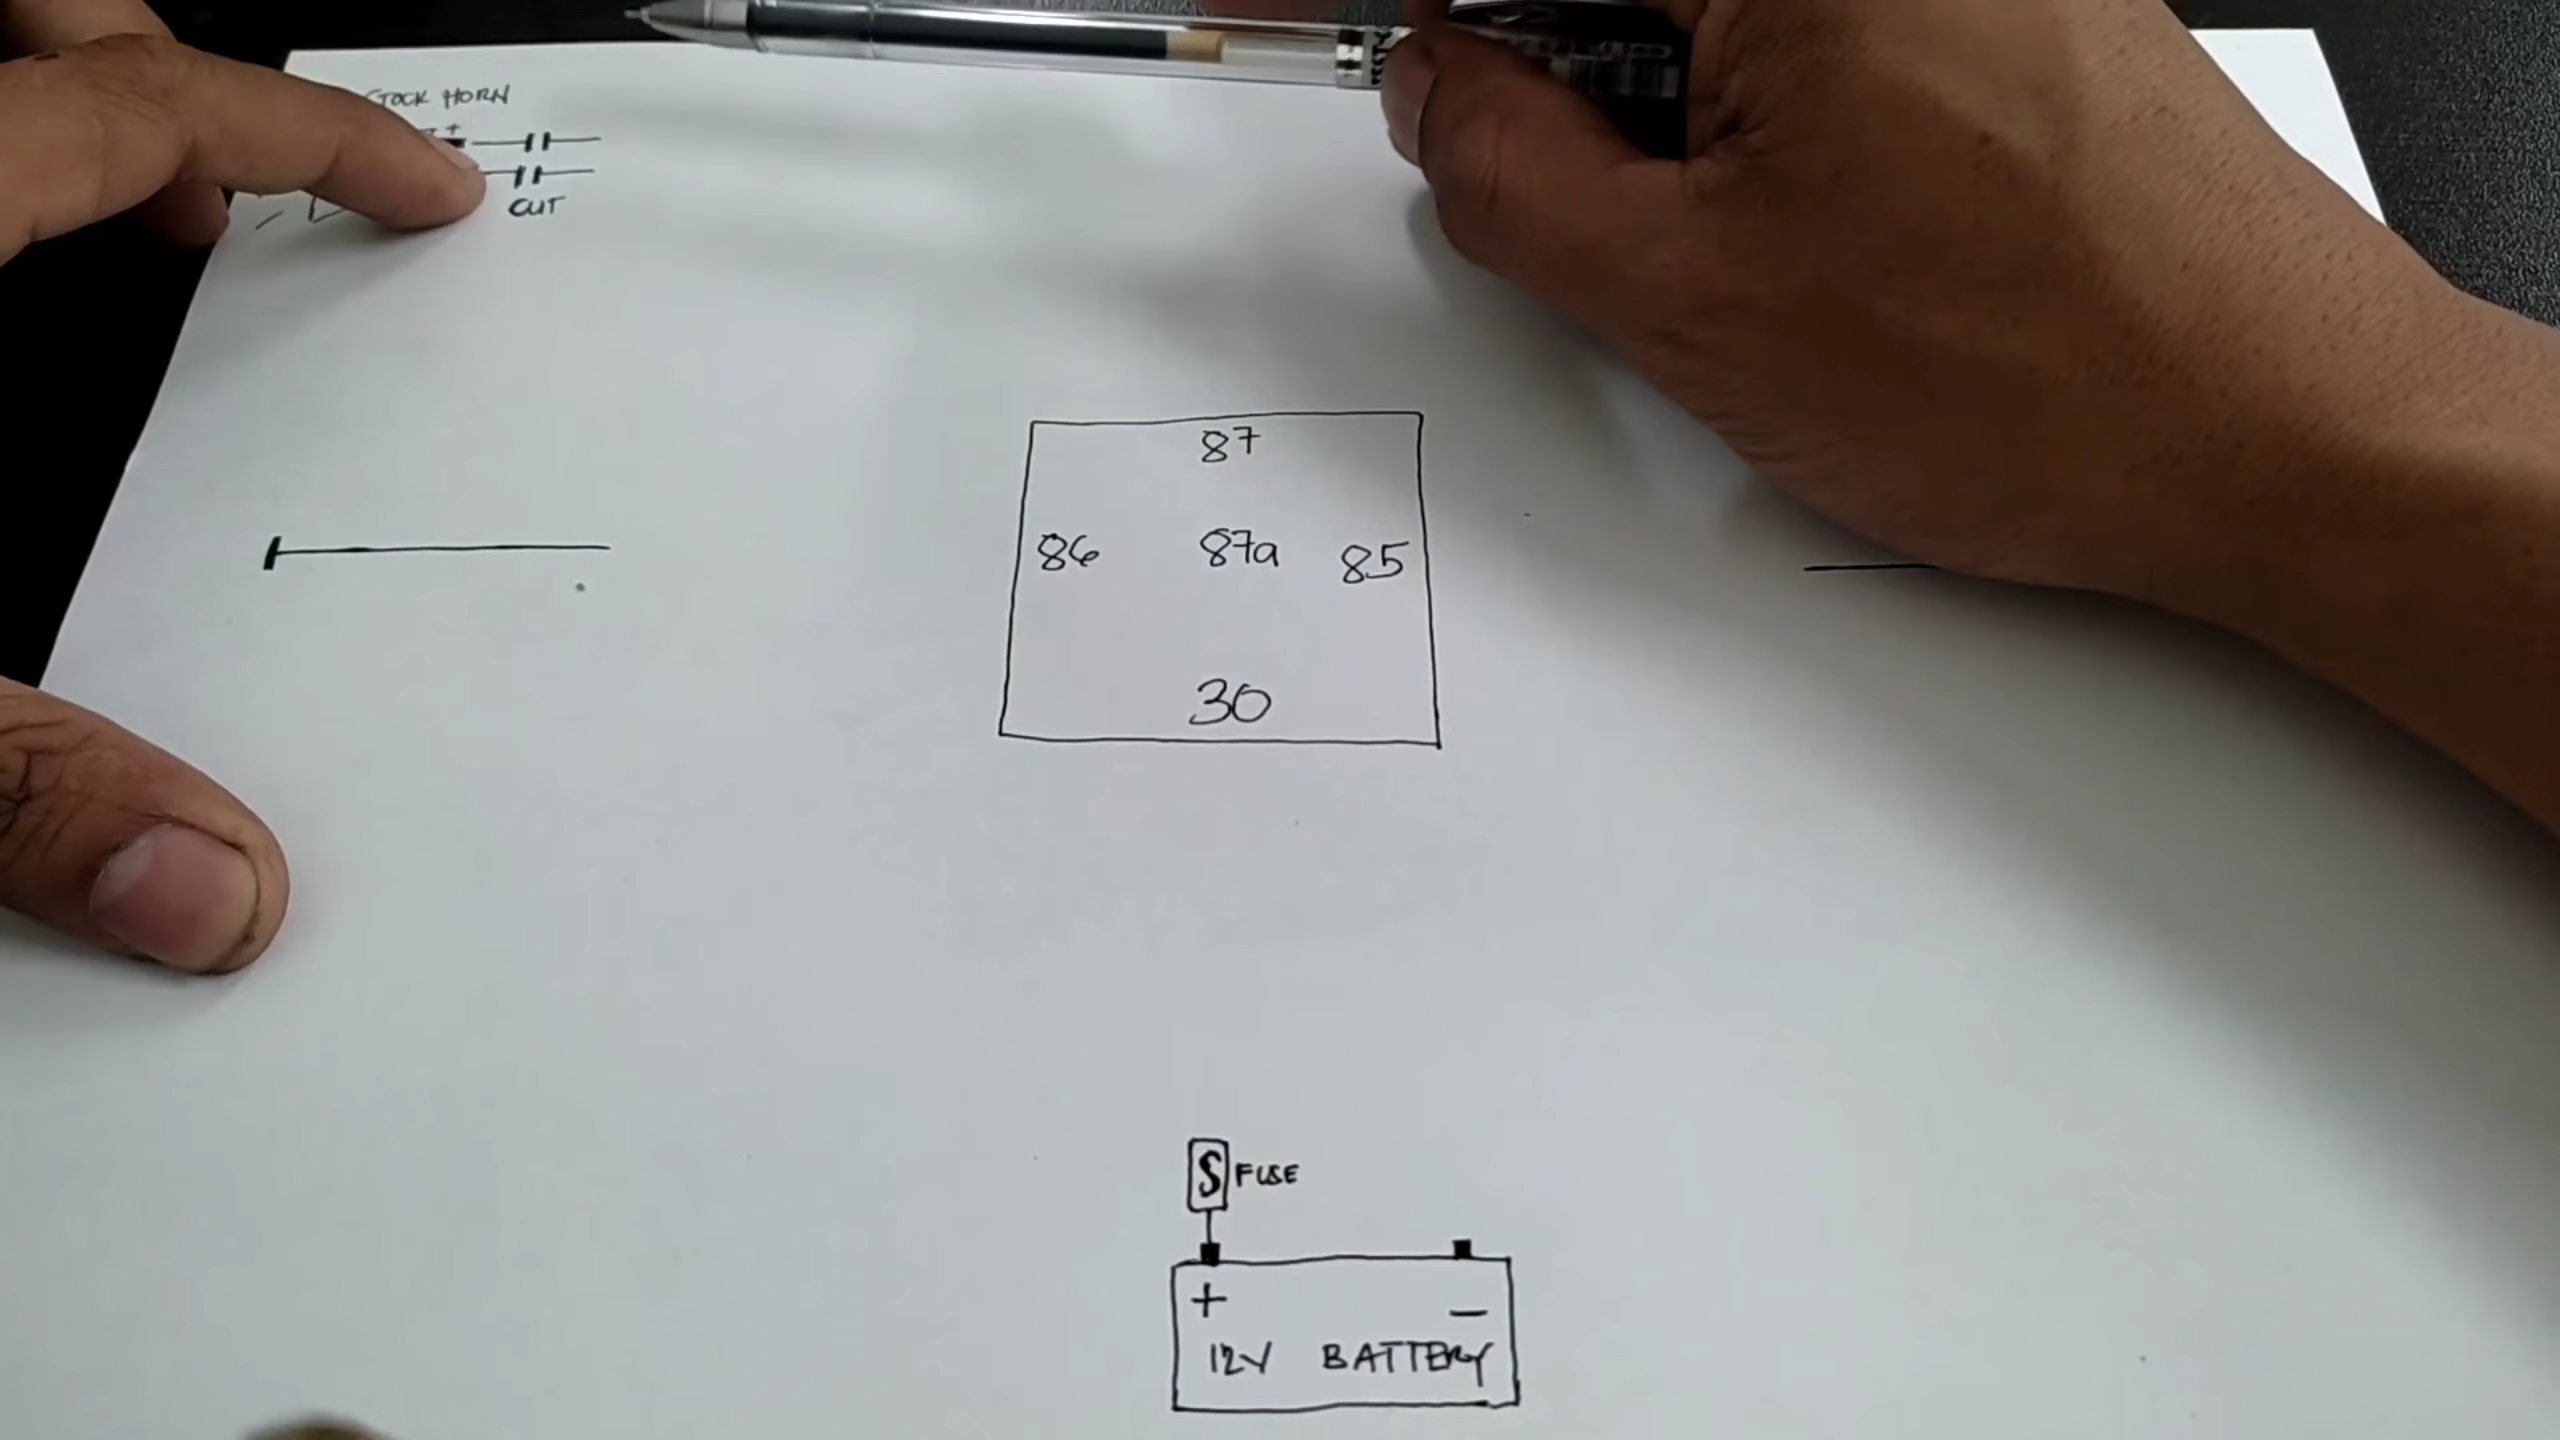 STOCK HORN
+
CUT
87
86 87a 85
30
S FUSE
+ −
12V BATTERY